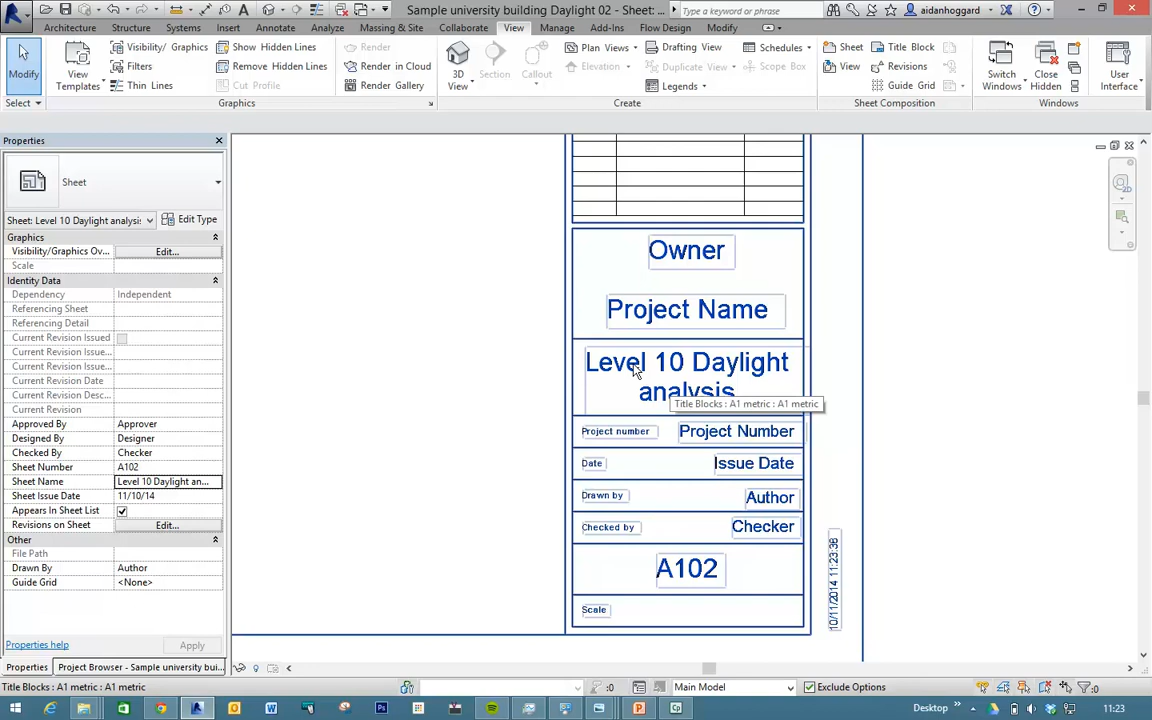 Sample university building Daylight 02 - Sheet: ...
Type a keyword or phrase
aidanhoggard
Architecture Structure Systems Insert Annotate Analyze Massing & Site Collaborate View Manage Add-Ins Flow Design Modify
Modify
Select
View
Templates
Visibility/ Graphics
Filters
Thin Lines
Show Hidden Lines
Remove Hidden Lines
Cut Profile
Render
Render in Cloud
Render Gallery
Graphics
3D
View
Section
Callout
Plan Views
Elevation
Drafting View
Duplicate View
Legends
Schedules
Scope Box
Create
Sheet
View
Title Block
Revisions
Guide Grid
Sheet Composition
Switch
Windows
Close
Hidden
Windows
User
Interface
Properties
Sheet
Sheet: Level 10 Daylight analysis
Edit Type
Graphics
Visibility/Graphics Ov... Edit...
Scale
Identity Data
Dependency Independent
Referencing Sheet
Referencing Detail
Current Revision Issued
Current Revision Issue...
Current Revision Issue...
Current Revision Date
Current Revision Desc...
Current Revision
Approved By Approver
Designed By Designer
Checked By Checker
Sheet Number A102
Sheet Name Level 10 Daylight an...
Sheet Issue Date 11/10/14
Appears In Sheet List
Revisions on Sheet Edit...
Other
File Path
Drawn By Author
Guide Grid <None>
Properties help
Apply
Properties
Project Browser - Sample university bui...
Owner
Project Name
Level 10 Daylight
analysis
Title Blocks : A1 metric : A1 metric
Project number Project Number
Date Issue Date
Drawn by Author
Checked by Checker
A102
Scale
10/11/2014 11:23:36
Title Blocks : A1 metric : A1 metric
:0
Main Model
Exclude Options
:0
Desktop
11:23